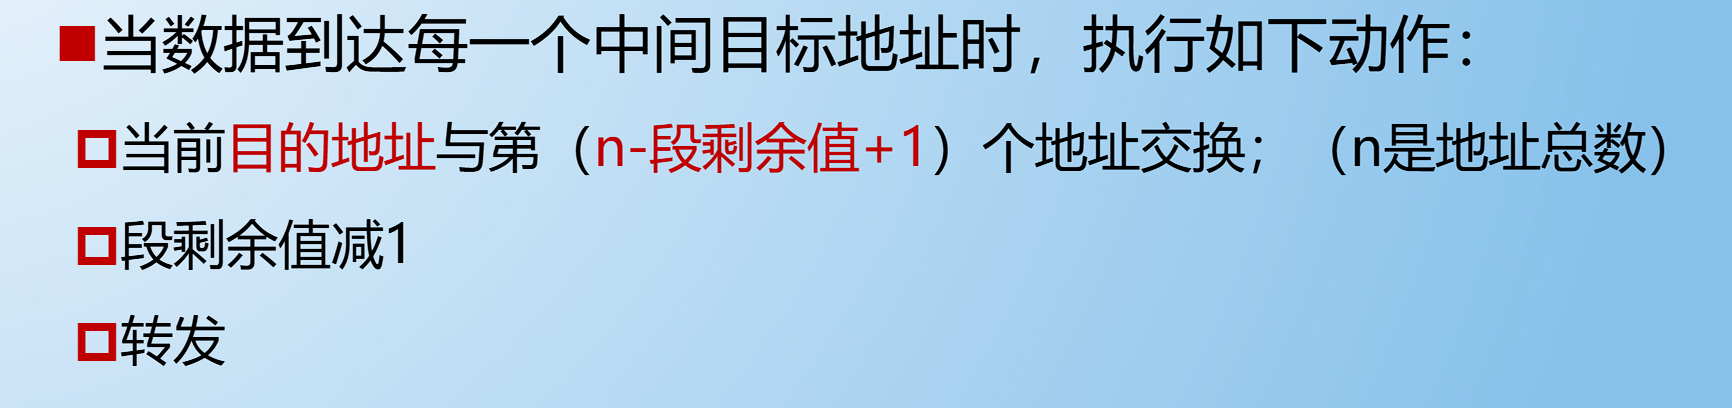 当数据到达每一个中间目标地址时，执行如下动作：
当前目的地址与第（n-段剩余值+1）个地址交换；（n是地址总数）
段剩余值减1
转发